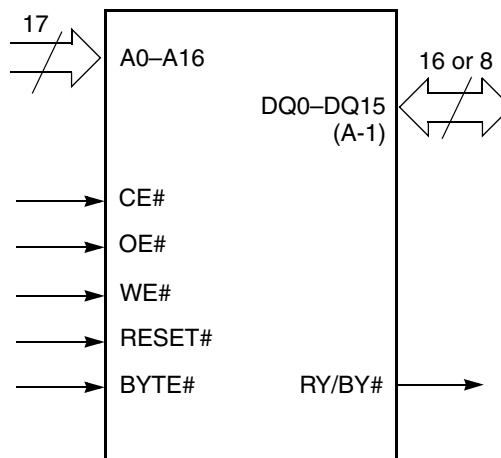 17
A0–A16
16 or 8
DQ0–DQ15
(A-1)
CE#
OE#
WE#
RESET#
BYTE#
RY/BY#